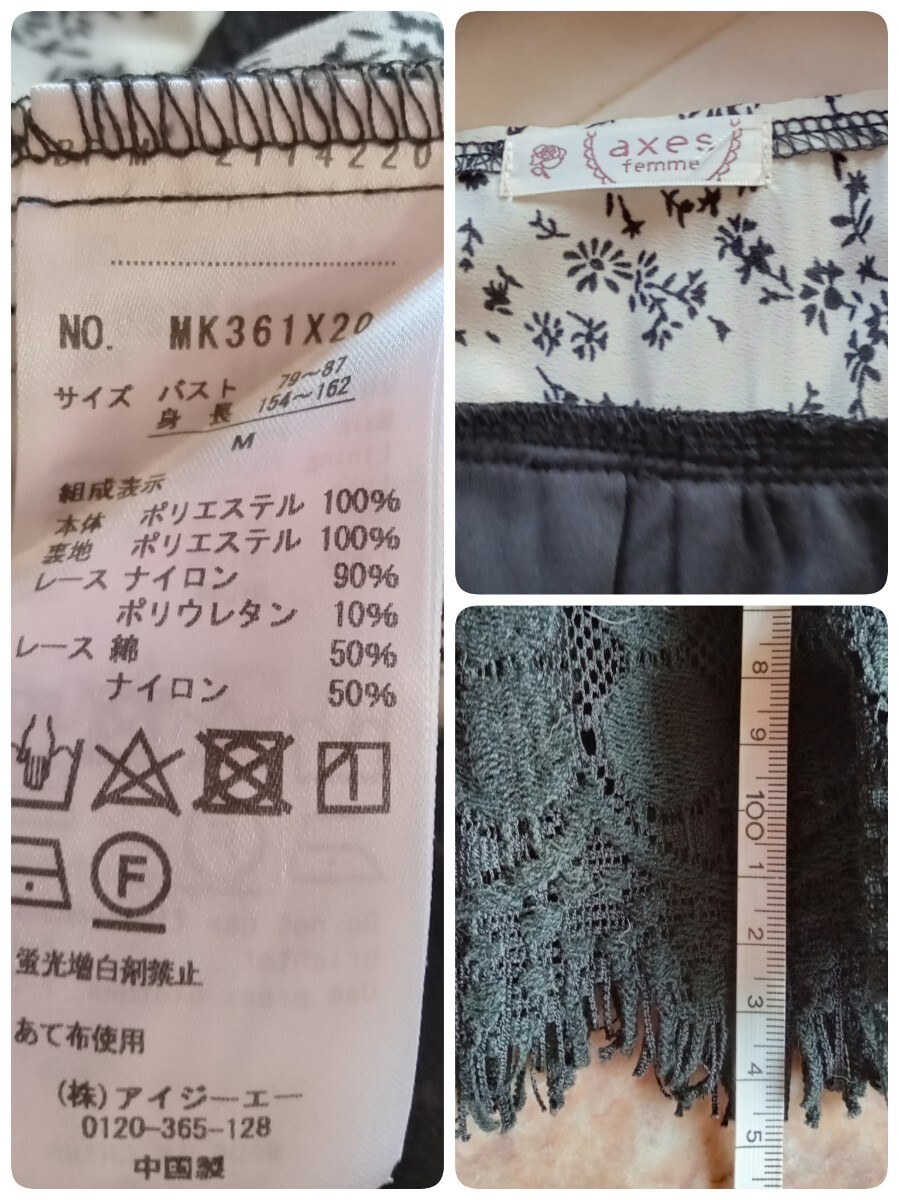 NO. MK361X20
サイズ バスト 79~87
身長 154~162
M
組成表示
本体 ポリエステル 100%
裏地 ポリエステル 100%
レース ナイロン 90%
ポリウレタン 10%
レース 綿 50%
ナイロン 50%
F
蛍光増白剤禁止
あて布使用
(株)アイジーエー
0120-365-128
中国製
axes
femme
8
9
100
1
2
3
4
5